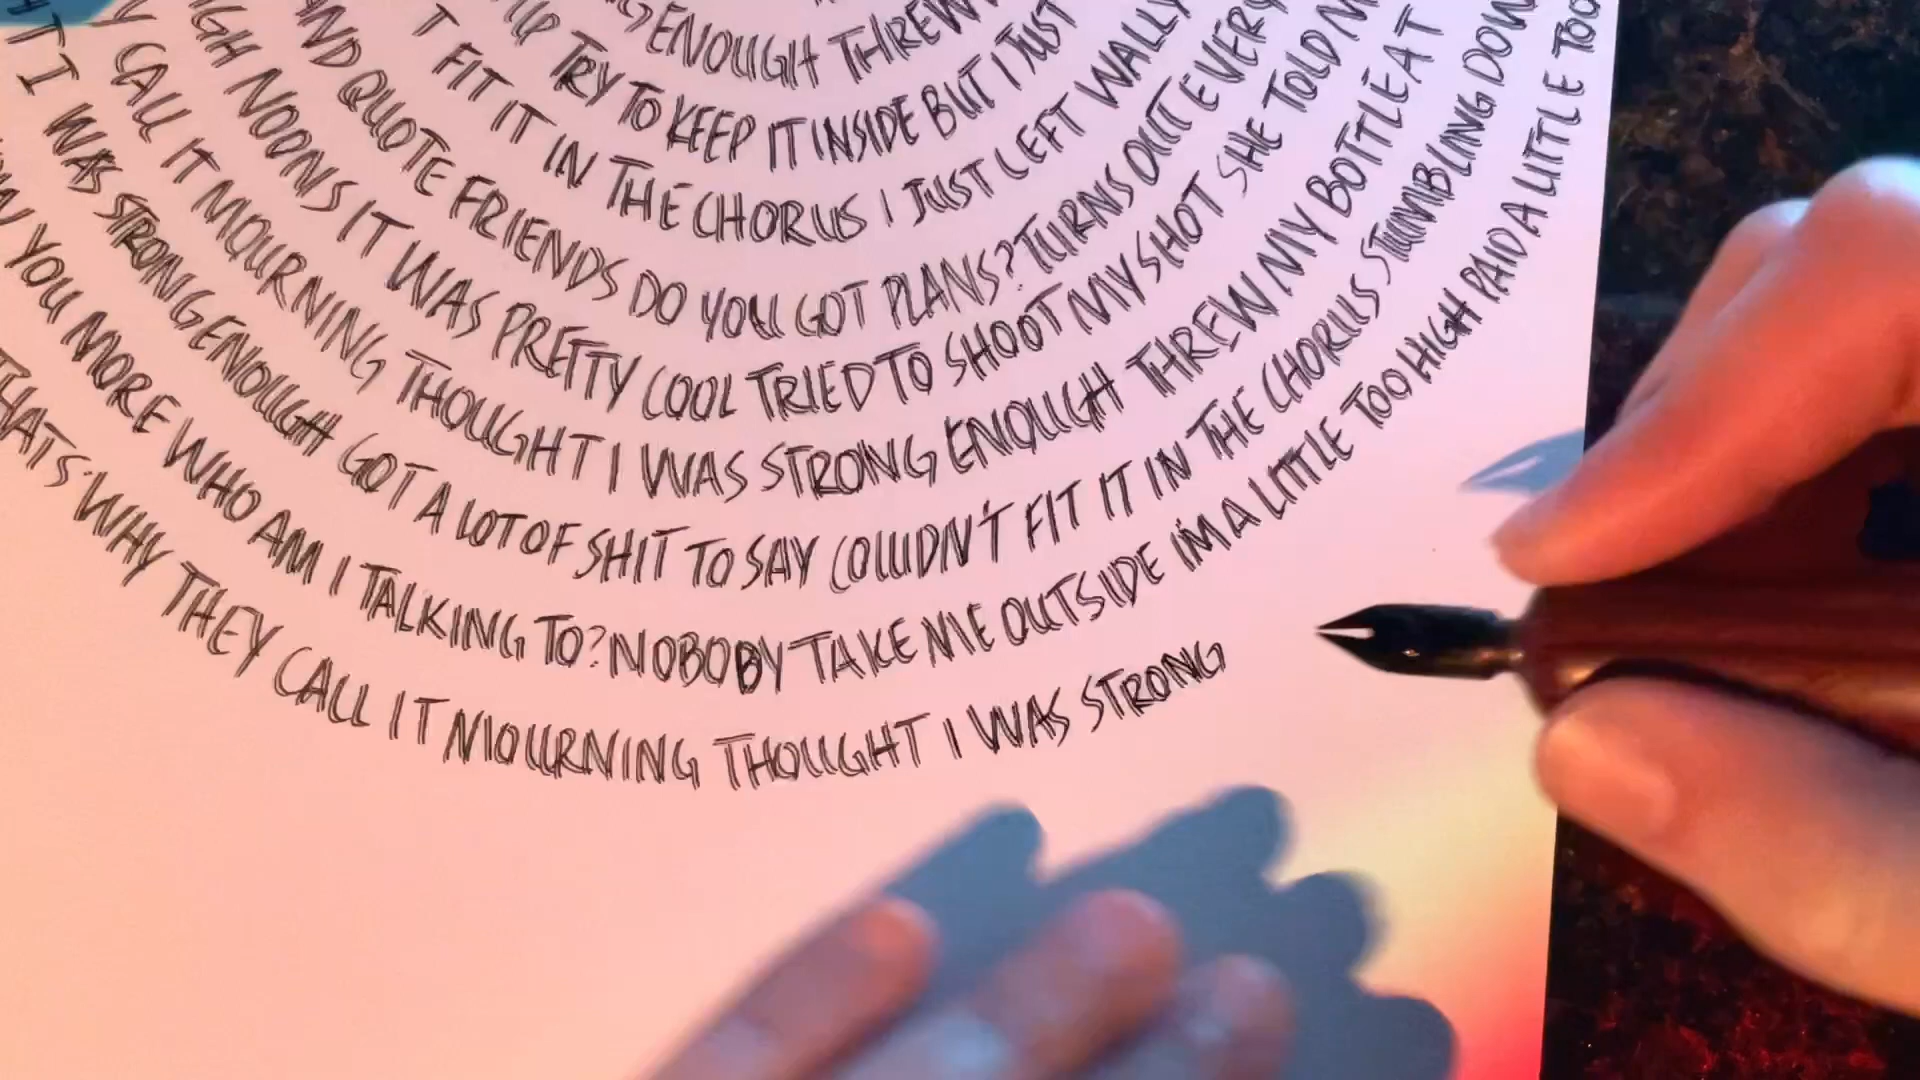 ENOUGH THREW
TRY TO KEEP IT INSIDE BUT I JUST
T FIT IT IN THE CHORUS I JUST LEFT WALLY
AND QUOTE FRIENDS DO YOU GOT PLANS? TURNS OUT EVERY
IGH NOONS IT WAS PRETTY COOL TRIED TO SHOOT MY SHOT SHE TOLD M
Y CALL IT MOURNING THOUGHT I WAS STRONG ENOUGH THREW MY BOTTLE AT
HT I WAS STRONG ENOUGH GOT A LOT OF SHIT TO SAY COULDN'T FIT IT IN THE CHORUS STUMBLING DOWN
YOU MORE WHO AM I TALKING TO? NOBODY TAKE ME OUTSIDE I'M A LITTLE TOO HIGH PAID A LITTLE TOO
THATS WHY THEY CALL IT MOURNING THOUGHT I WAS STRONG